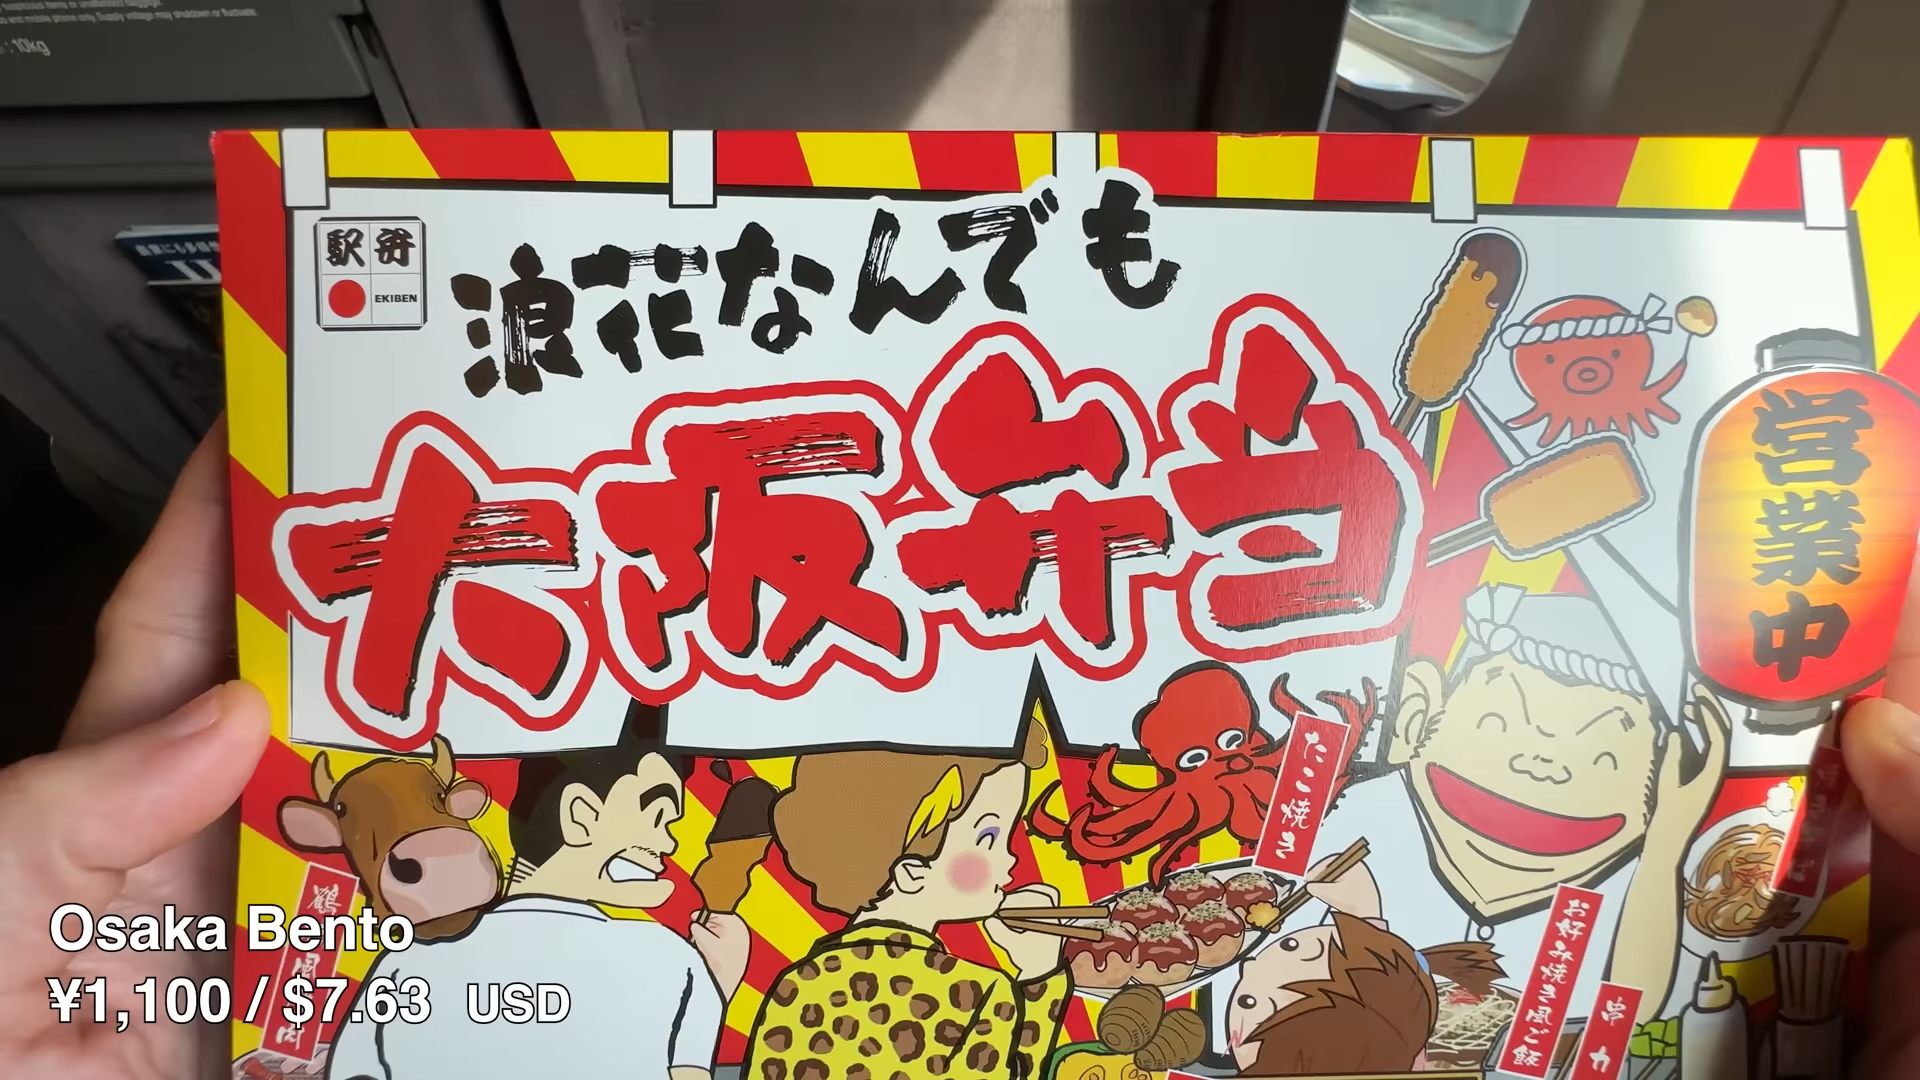 : 10kg
駅弁
EKIBEN
浪花なんでも
大阪弁当
営業中
たこ焼き
お好み焼き風ご飯
串カ
Osaka Bento
¥1,100 / $7.63 USD